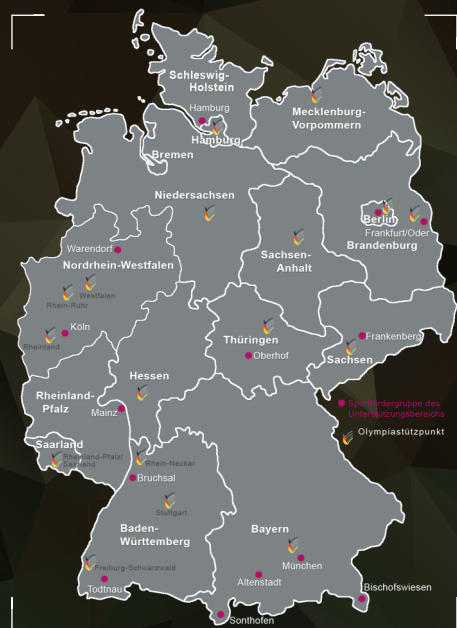 Schleswig-
Holstein
Hamburg
Mecklenburg-
Vorpommern
Hamburg
Bremen
Niedersachsen
Berlin
Frankfurt/Oder
Brandenburg
Warendorf
Sachsen-
Anhalt
Nordrhein-Westfalen
Westfalen
Rhein-Ruhr
Köln
Rheinland
Thüringen
Frankenberg
Oberhof
Sachsen
Hessen
Rheinland-
Pfalz
Mainz
Sportfördergruppe des
Unterstützungsbereichs
Olympiastützpunkt
Saarland
Rheinland-Pfalz/
Saarland
Rhein-Neckar
Bruchsal
Stuttgart
Baden-
Württemberg
Bayern
München
Freiburg-Schwarzwald
Altenstadt
Todtnau
Bischofswiesen
Sonthofen